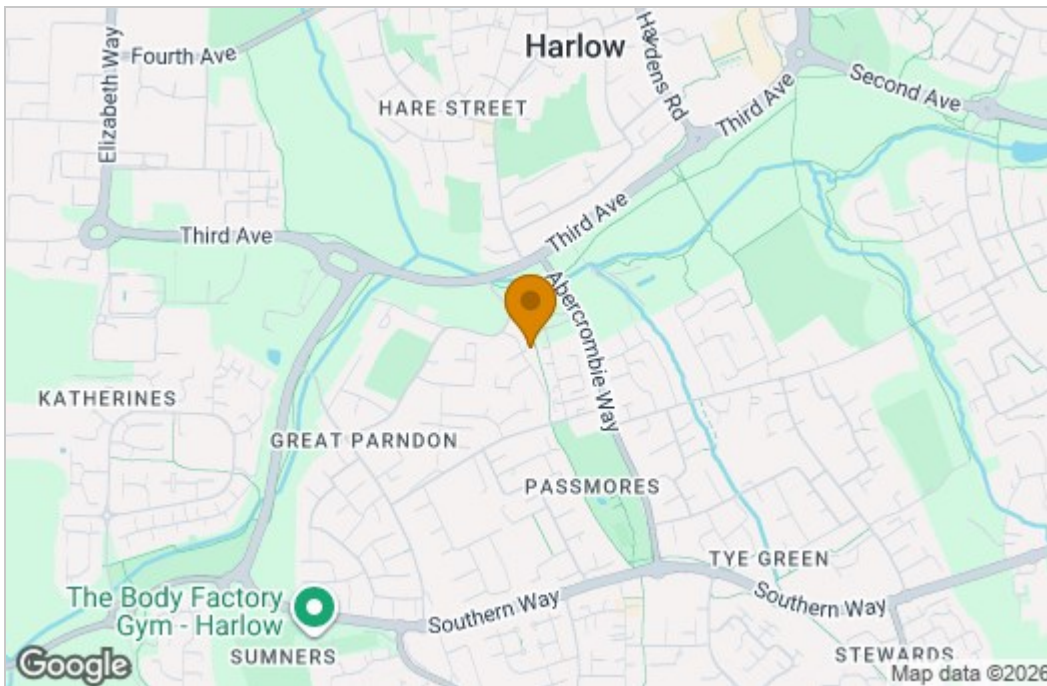 Harlow
Fourth Ave
Elizabeth Way
HARE STREET
Haydens Rd
Third Ave
Second Ave
Third Ave
Third Ave
Abercrombie Way
KATHERINES
GREAT PARNDON
PASSMORES
TYE GREEN
The Body Factory
Gym - Harlow
Southern Way
Southern Way
SUMNERS
STEWARDS
Google
Map data ©2026